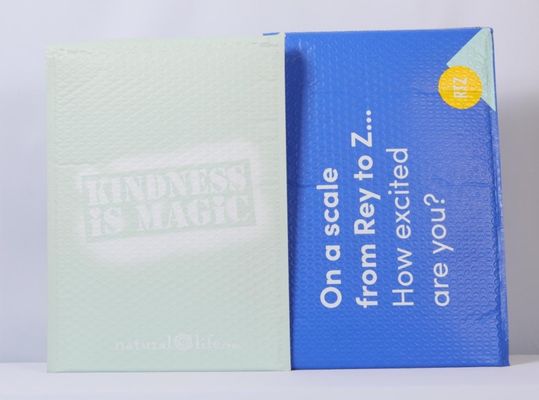 KINDNESS
iS MAGiC
natural life
On a scale
from Rey to Z...
How excited
are you?